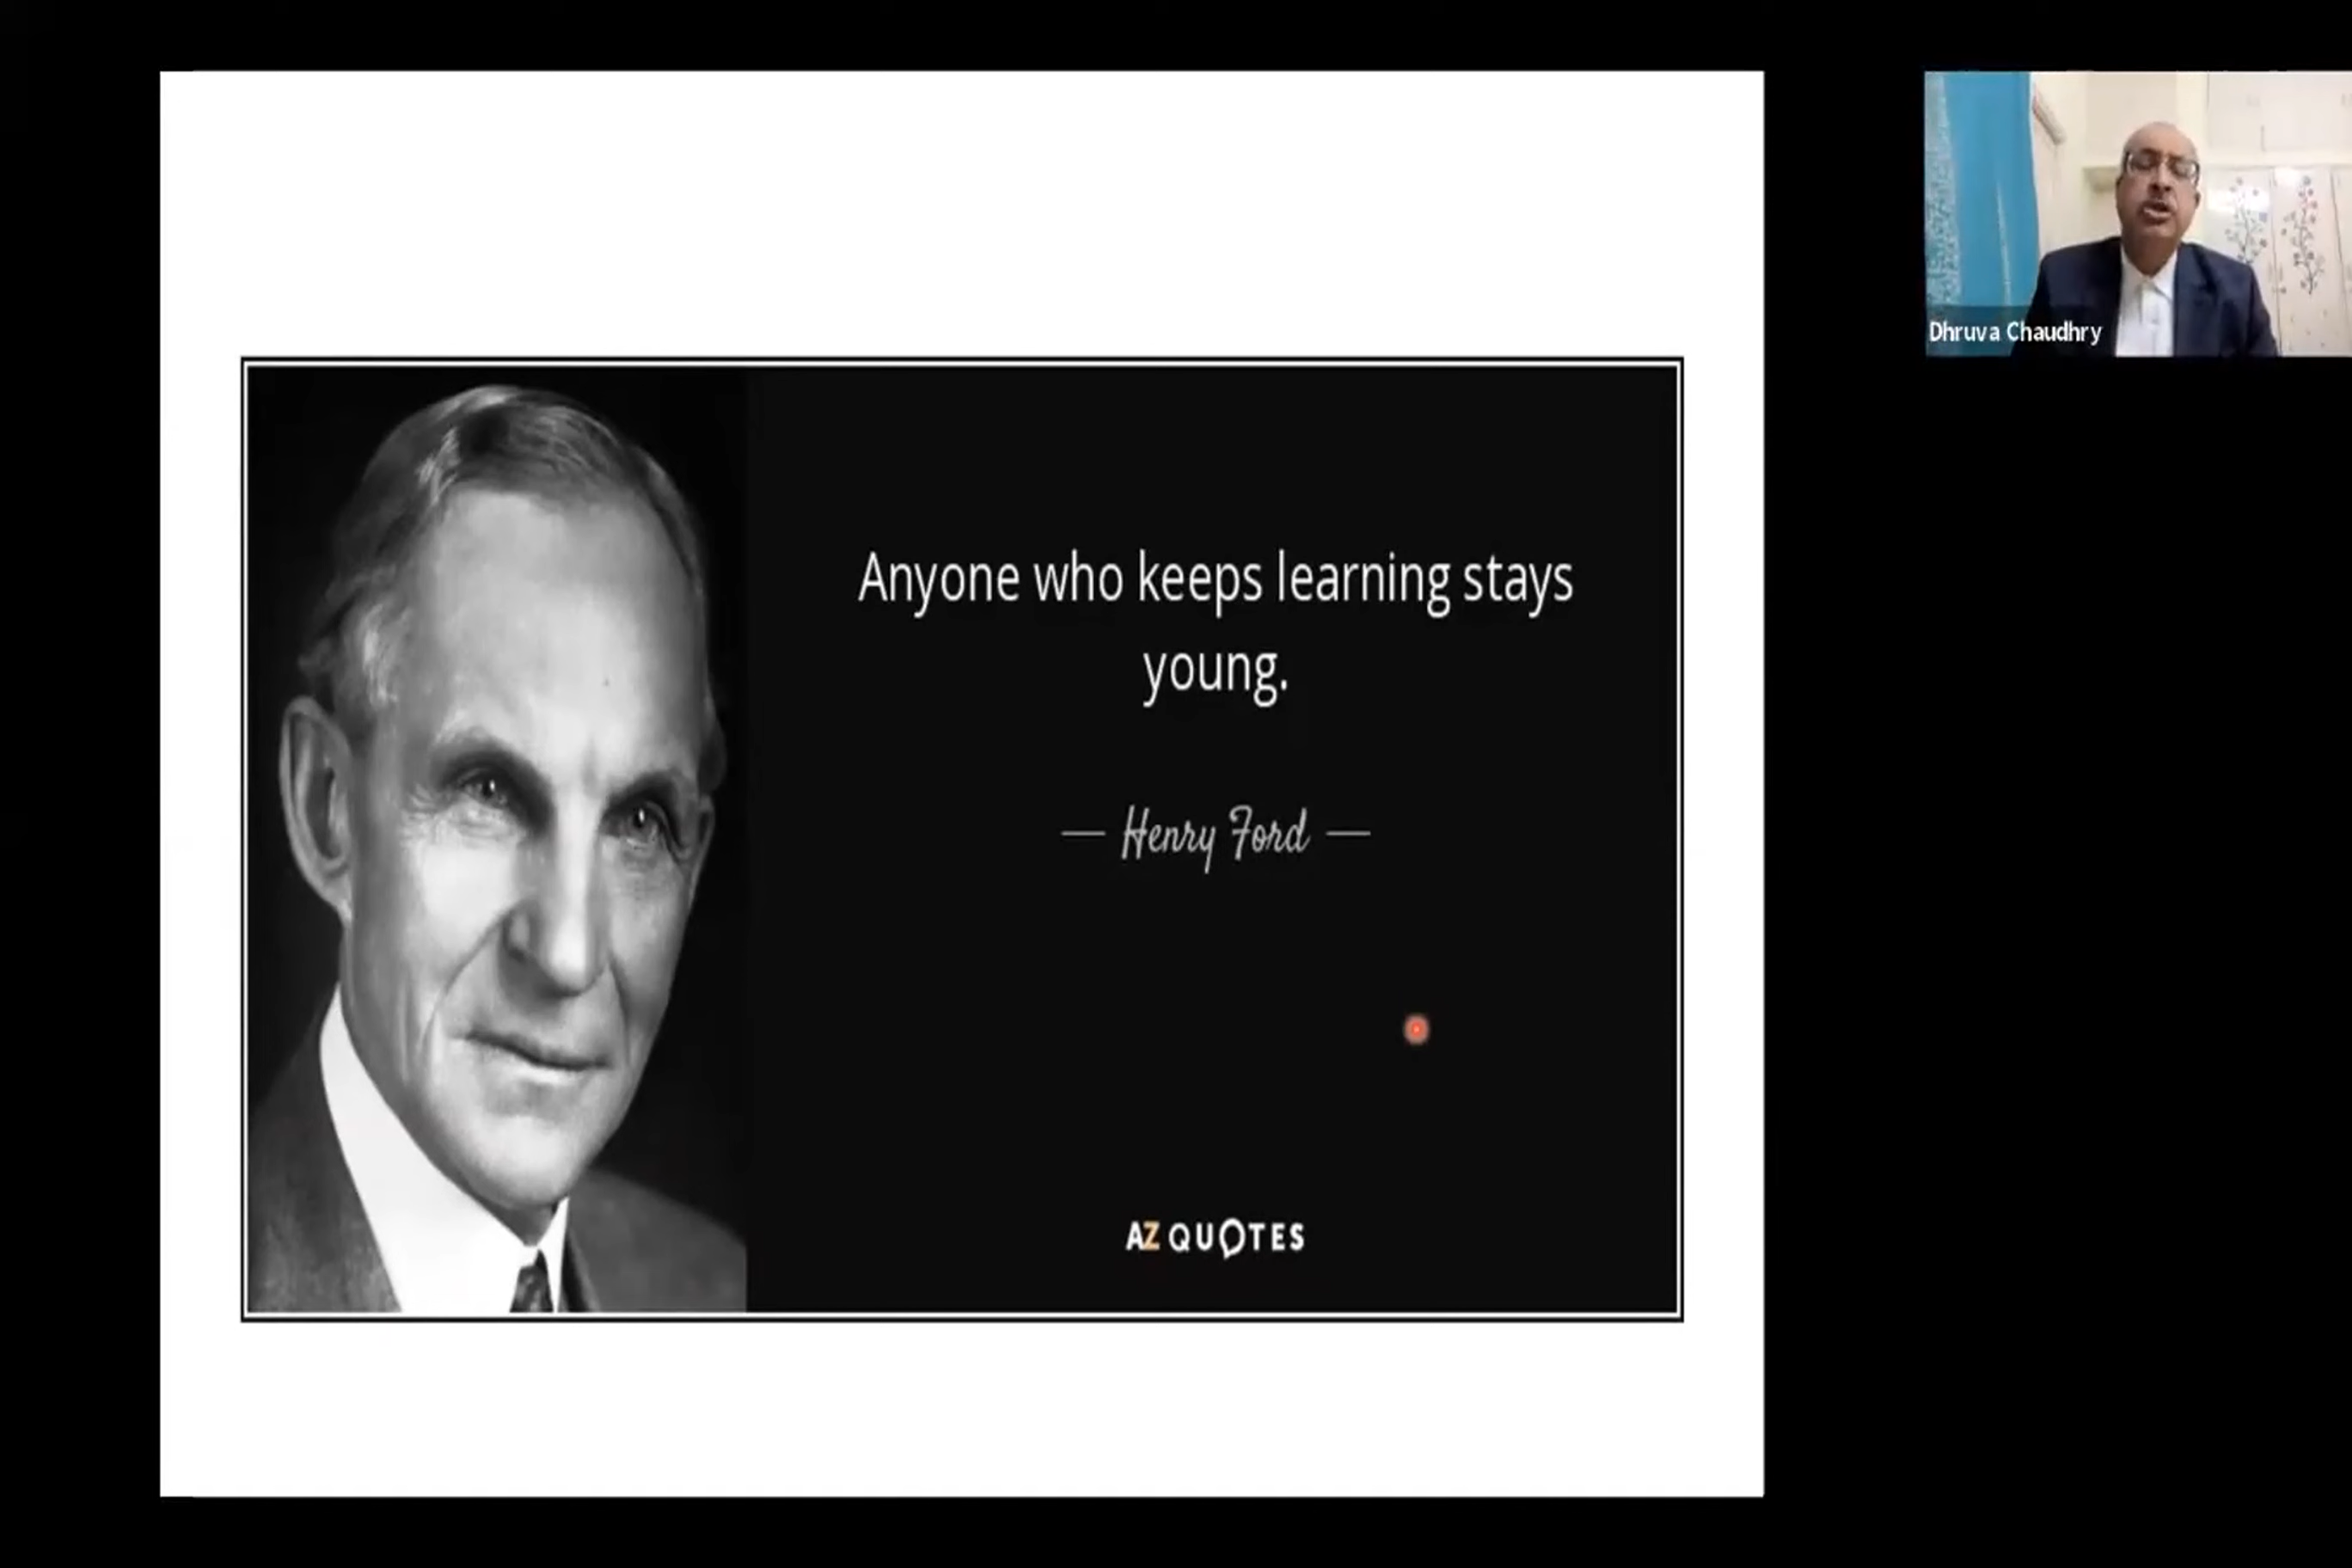 Anyone who keeps learning stays
young.
— Henry Ford —
AZ QUOTES
Dhruva Chaudhry